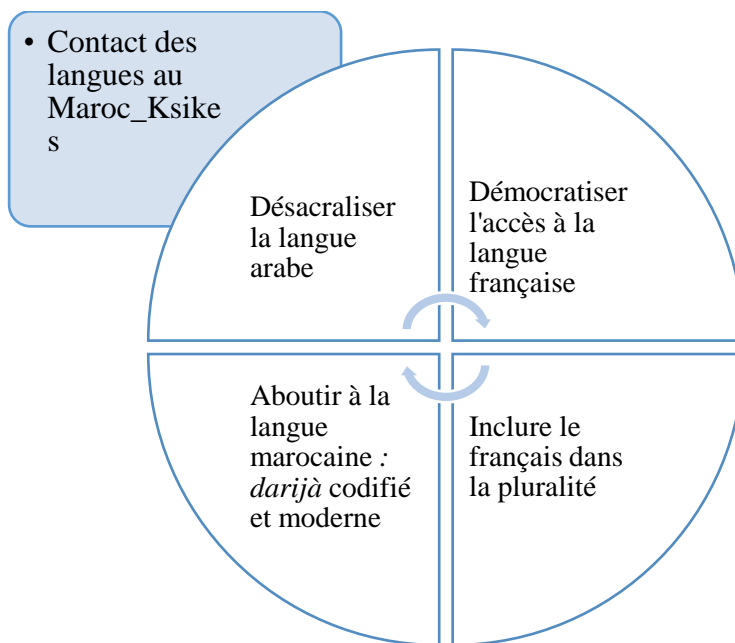 • Contact des
langues au
Maroc_Ksike
s
Désacraliser
la langue
arabe
Démocratiser
l'accès à la
langue
française
Aboutir à la
langue
marocaine :
darijà codifié
et moderne
Inclure le
français dans
la pluralité